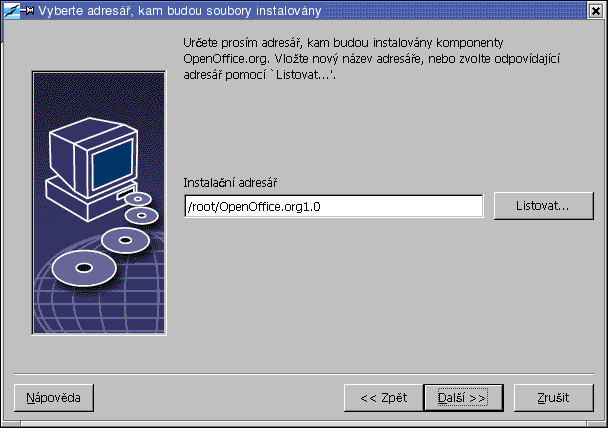 Vyberte adresář, kam budou soubory instalovány
Určete prosím adresář, kam budou instalovány komponenty
OpenOffice.org. Vložte nový název adresáře, nebo zvolte odpovídající
adresář pomocí `Listovat...'.
Instalační adresář
/root/OpenOffice.org1.0
Listovat...
Nápověda
<< Zpět
Další >>
Zrušit